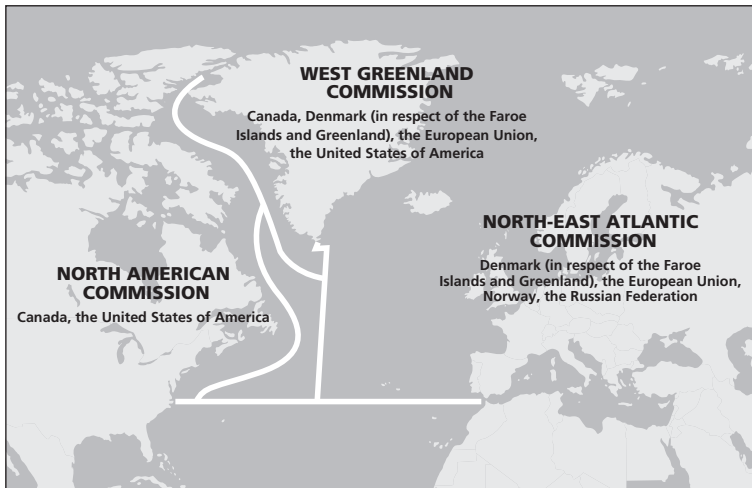 WEST GREENLAND
COMMISSION
Canada, Denmark (in respect of the Faroe
Islands and Greenland), the European Union,
the United States of America
NORTH-EAST ATLANTIC
COMMISSION
Denmark (in respect of the Faroe
Islands and Greenland), the European Union,
Norway, the Russian Federation
NORTH AMERICAN
COMMISSION
Canada, the United States of America